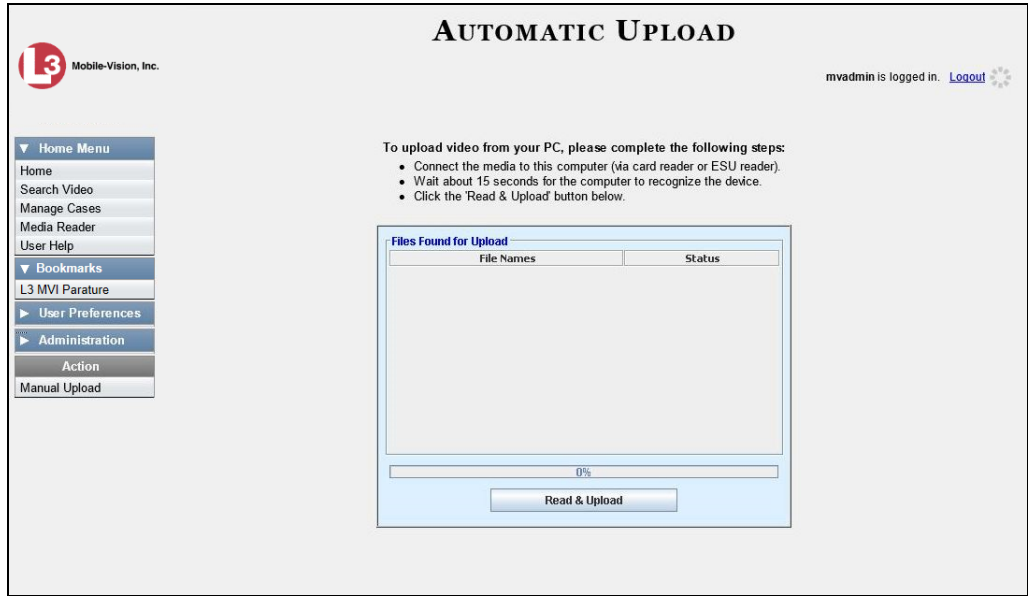 AUTOMATIC UPLOAD
L3 Mobile-Vision, Inc.
mvadmin is logged in. Logout
▼ Home Menu
Home
Search Video
Manage Cases
Media Reader
User Help
▼ Bookmarks
L3 MVI Parature
► User Preferences
► Administration
Action
Manual Upload
To upload video from your PC, please complete the following steps:
• Connect the media to this computer (via card reader or ESU reader).
• Wait about 15 seconds for the computer to recognize the device.
• Click the 'Read & Upload' button below.
Files Found for Upload
File Names Status
0%
Read & Upload